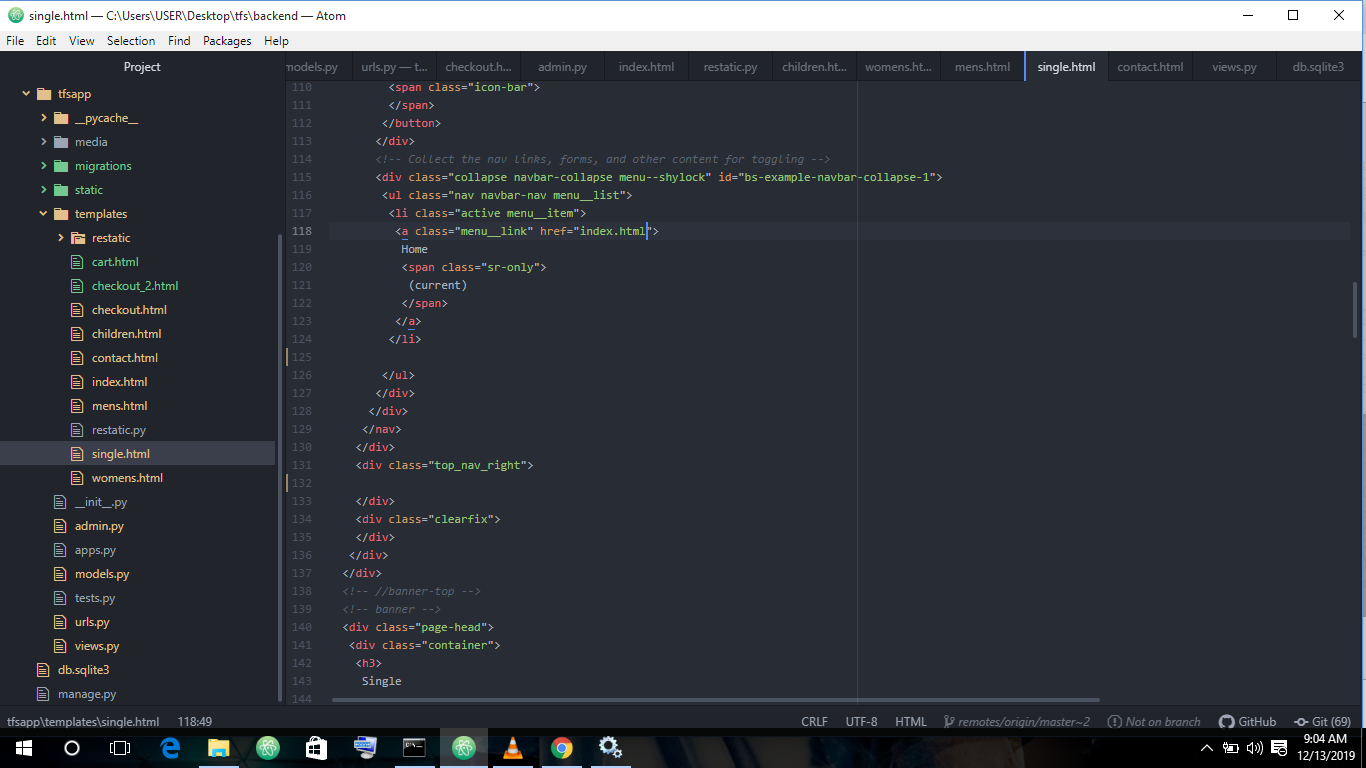 single.html — C:\Users\USER\Desktop\tfs\backend — Atom
File Edit View Selection Find Packages Help
Project
models.py urls.py — t... checkout.h... admin.py index.html restatic.py children.ht... womens.ht... mens.html single.html contact.html views.py db.sqlite3
tfsapp
__pycache__
media
migrations
static
templates
restatic
cart.html
checkout_2.html
checkout.html
children.html
contact.html
index.html
mens.html
restatic.py
single.html
womens.html
__init__.py
admin.py
apps.py
models.py
tests.py
urls.py
views.py
db.sqlite3
manage.py
110 <span class="icon-bar">
111 </span>
112 </button>
113 </div>
114 <!-- Collect the nav links, forms, and other content for toggling -->
115 <div class="collapse navbar-collapse menu--shylock" id="bs-example-navbar-collapse-1">
116 <ul class="nav navbar-nav menu__list">
117 <li class="active menu__item">
118 <a class="menu__link" href="index.html">
119 Home
120 <span class="sr-only">
121 (current)
122 </span>
123 </a>
124 </li>
125
126 </ul>
127 </div>
128 </div>
129 </nav>
130 </div>
131 <div class="top_nav_right">
132
133 </div>
134 <div class="clearfix">
135 </div>
136 </div>
137 </div>
138 <!-- //banner-top -->
139 <!-- banner -->
140 <div class="page-head">
141 <div class="container">
142 <h3>
143 Single
144
tfsapp\templates\single.html 118:49 CRLF UTF-8 HTML remotes/origin/master~2 Not on branch GitHub Git (69)
9:04 AM
12/13/2019